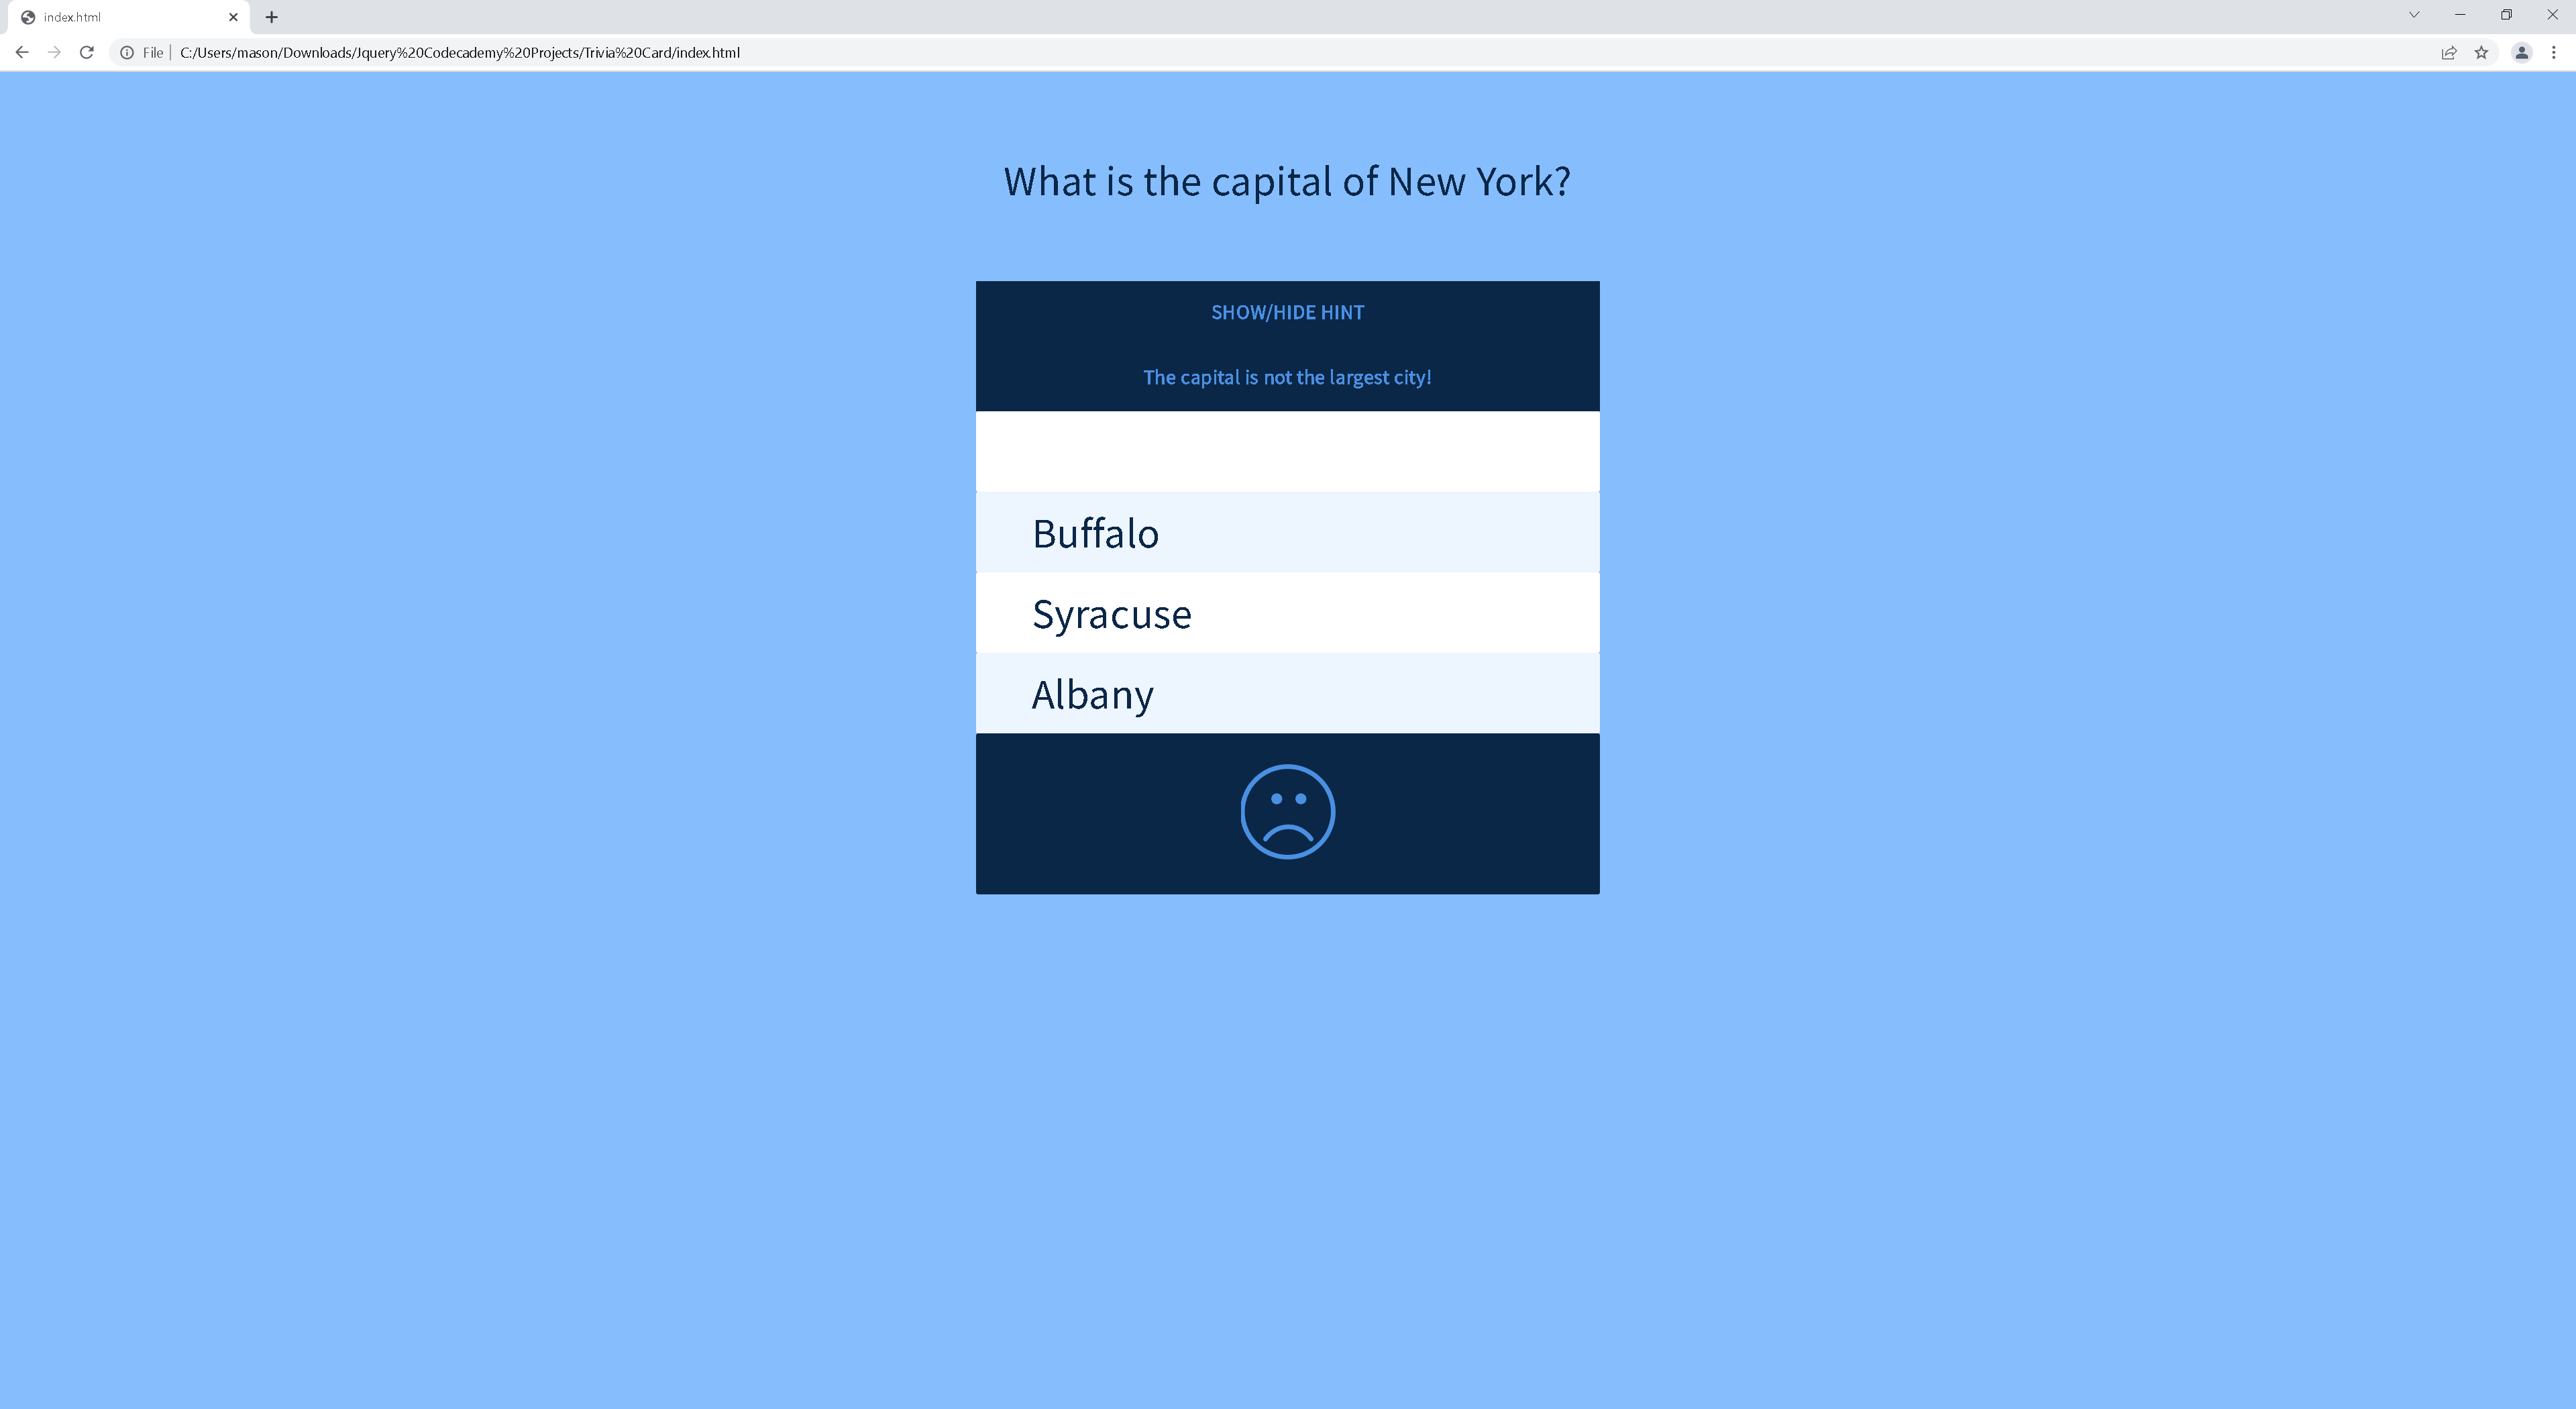 index.html
File | C:/Users/mason/Downloads/Jquery%20Codecademy%20Projects/Trivia%20Card/index.html
What is the capital of New York?
SHOW/HIDE HINT
The capital is not the largest city!
Buffalo
Syracuse
Albany